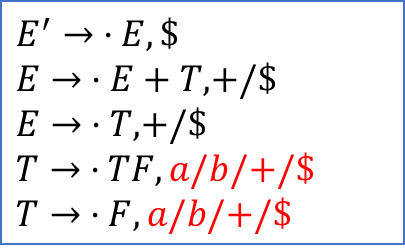 E′ → · E, $
E → · E + T,+/$
E → · T,+/$
T → · TF, a/b/+/$
T → · F, a/b/+/$